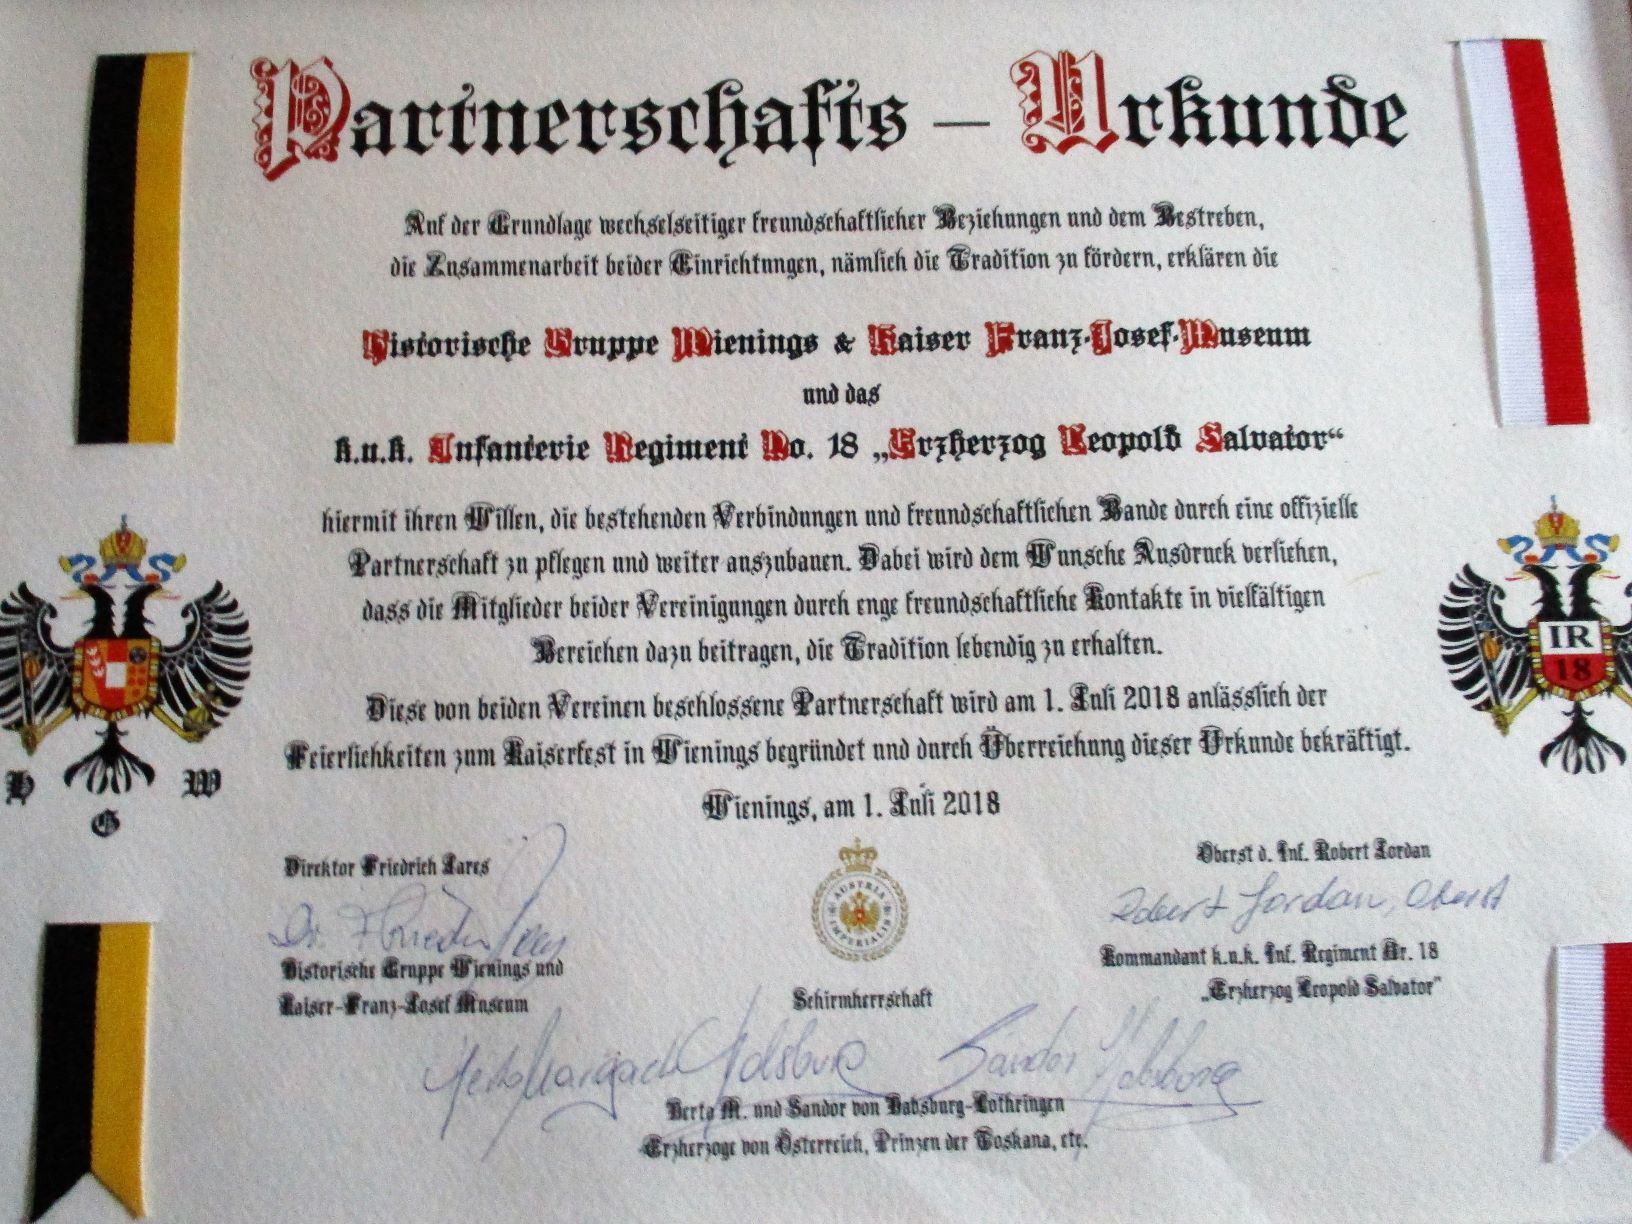 Partnerschafts – Urkunde
Auf der Grundlage wechselseitiger freundschaftlicher Beziehungen und dem Bestreben,
die Zusammenarbeit beider Einrichtungen, nämlich die Tradition zu fördern, erklären die
Historische Gruppe Wienings & Kaiser Franz-Josef-Museum
und das
k.u.k. Infanterie Regiment No. 18 „Erzherzog Leopold Salvator“
hiermit ihren Willen, die bestehenden Verbindungen und freundschaftlichen Bande durch eine offizielle
Partnerschaft zu pflegen und weiter auszubauen. Dabei wird dem Wunsche Ausdruck verliehen,
dass die Mitglieder beider Vereinigungen durch enge freundschaftliche Kontakte in vielfältigen
Bereichen dazu beitragen, die Tradition lebendig zu erhalten.
Diese von beiden Vereinen beschlossene Partnerschaft wird am 1. Juli 2018 anlässlich der
Feierlichkeiten zum Kaiserfest in Wienings begründet und durch Überreichung dieser Urkunde bekräftigt.
Wienings, am 1. Juli 2018
IR
18
H G W
Direktor Friedrich Jares
Historische Gruppe Wienings und
Kaiser-Franz-Josef Museum
AUSTRIA IMPERIALIS
Schirmherrschaft
Oberst d. Inf. Robert Jordan
Robert Jordan, Oberst
Kommandant k.u.k. Inf. Regiment Nr. 18
„Erzherzog Leopold Salvator"
Sandor Habsburg
Herta M. und Sandor von Habsburg-Lothringen
Erzherzoge von Österreich, Prinzen der Toskana, etc.